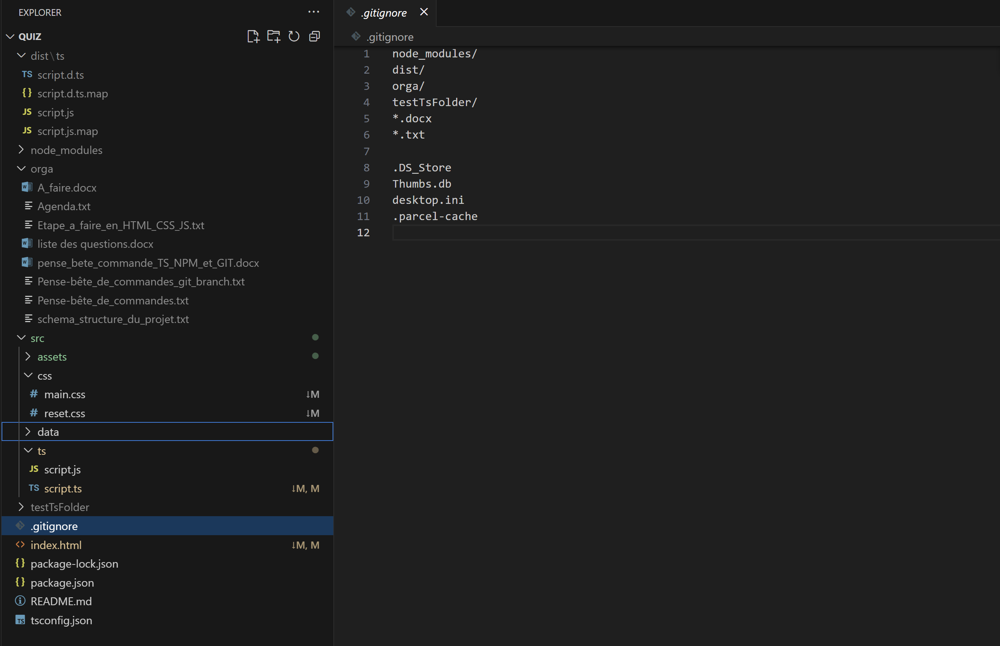 EXPLORER
QUIZ
dist\ts
TS script.d.ts
{} script.d.ts.map
JS script.js
JS script.js.map
node_modules
orga
W A_faire.docx
Agenda.txt
Etape_a_faire_en_HTML_CSS_JS.txt
W liste des questions.docx
W pense_bete_commande_TS_NPM_et_GIT.docx
Pense-bête_de_commandes_git_branch.txt
Pense-bête_de_commandes.txt
schema_structure_du_projet.txt
src
assets
css
# main.css ↓M
# reset.css ↓M
data
ts
JS script.js
TS script.ts ↓M, M
testTsFolder
.gitignore
<> index.html ↓M, M
{} package-lock.json
{} package.json
README.md
TS tsconfig.json
.gitignore
.gitignore
1 node_modules/
2 dist/
3 orga/
4 testTsFolder/
5 *.docx
6 *.txt
7
8 .DS_Store
9 Thumbs.db
10 desktop.ini
11 .parcel-cache
12